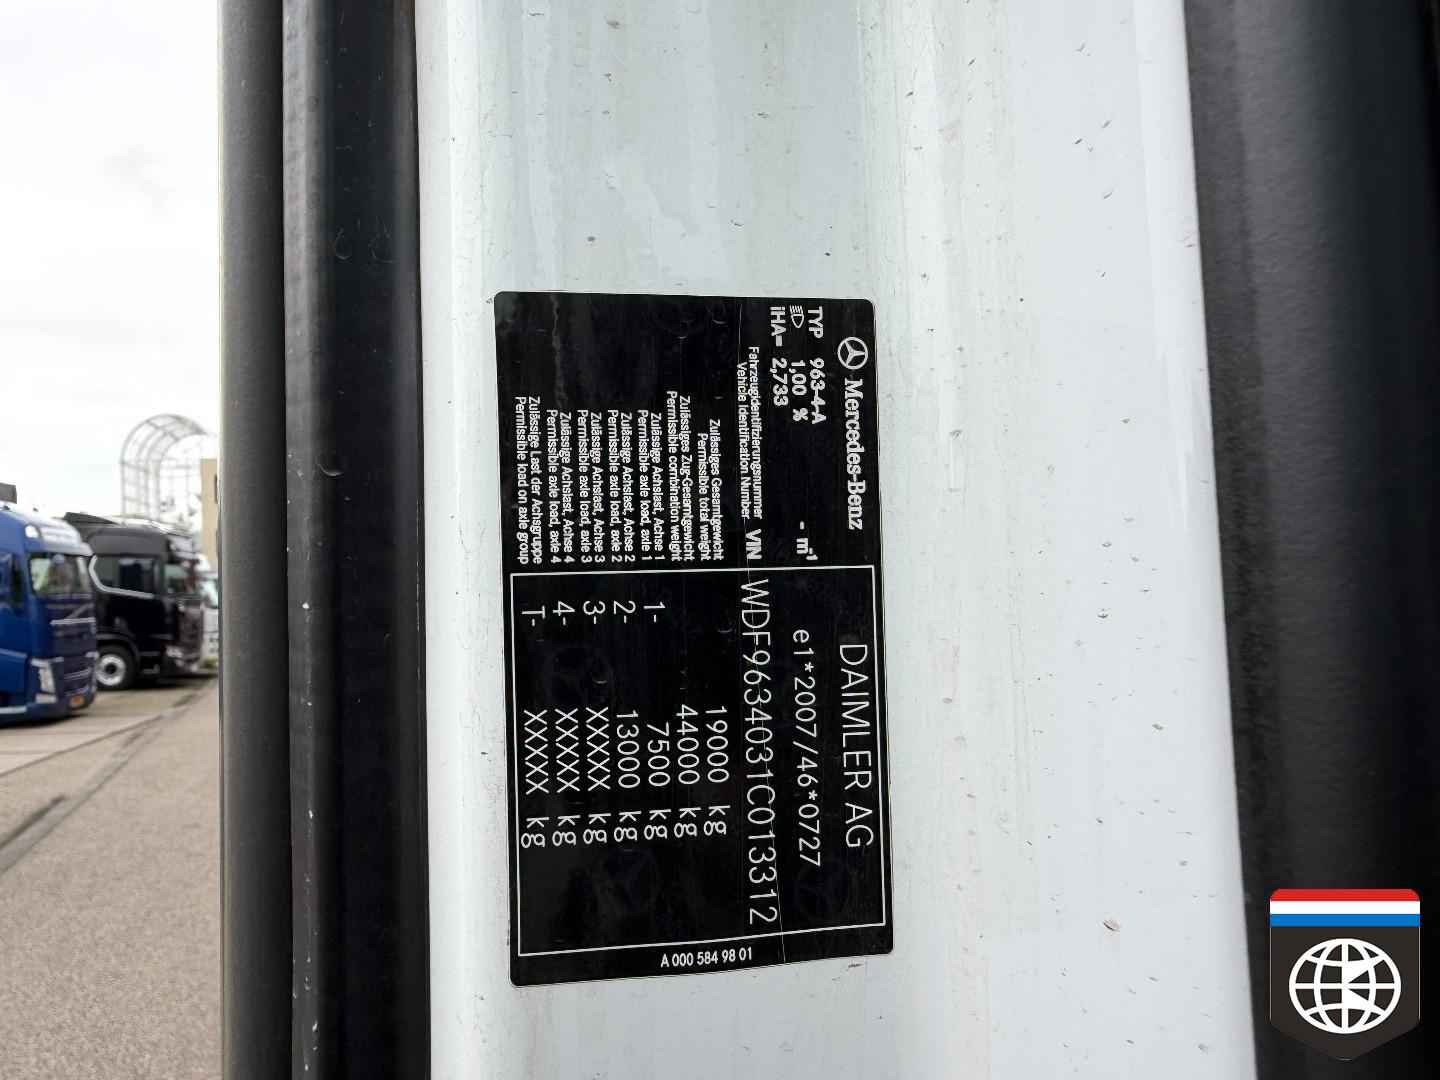 Mercedes-Benz
DAIMLER AG
TYP 963-4-A
1,00 % - m-1
e1*2007/46*0727
iHA= 2,733
Fahrzeugidentifizierungsnummer
Vehicle Identification Number VIN WDF9634031C013312
Zulässiges Gesamtgewicht
Permissible total weight 19000 kg
Zulässiges Zug-Gesamtgewicht
Permissible combination weight 44000 kg
Zulässige Achslast, Achse 1
Permissible axle load, axle 1 1- 7500 kg
Zulässige Achslast, Achse 2
Permissible axle load, axle 2 2- 13000 kg
Zulässige Achslast, Achse 3
Permissible axle load, axle 3 3- XXXXX kg
Zulässige Achslast, Achse 4
Permissible axle load, axle 4 4- XXXXX kg
Zulässige Last der Achsgruppe
Permissible load on axle group T- XXXXX kg
A 000 584 98 01